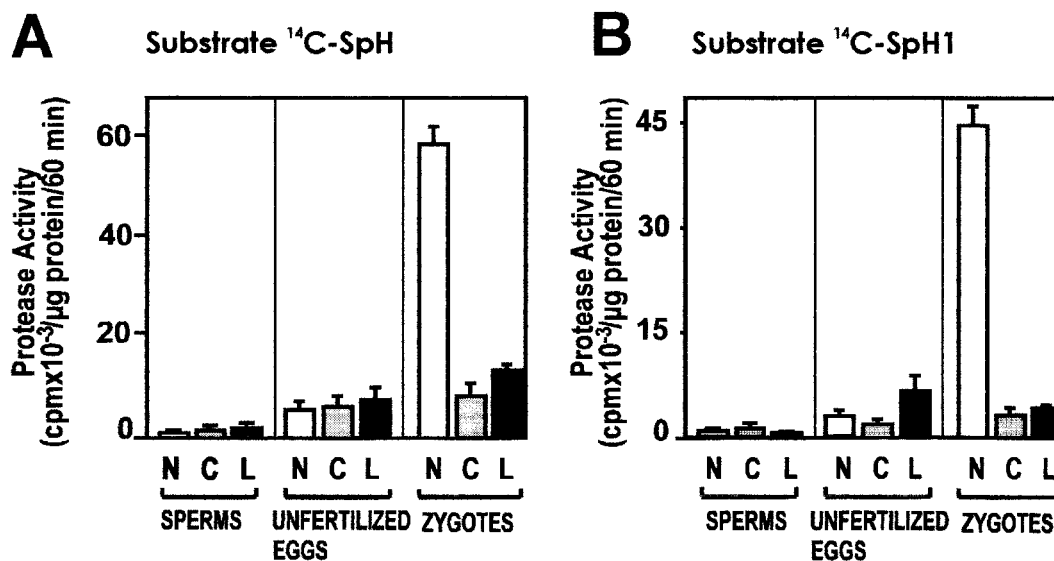 A Substrate ¹⁴C-SpH
Protease Activity
(cpmx10⁻³/µg protein/60 min)
60
40
20
0
N C L N C L N C L
SPERMS UNFERTILIZED ZYGOTES
EGGS
B Substrate ¹⁴C-SpH1
Protease Activity
(cpmx10⁻³/µg protein/60 min)
45
30
15
0
N C L N C L N C L
SPERMS UNFERTILIZED ZYGOTES
EGGS